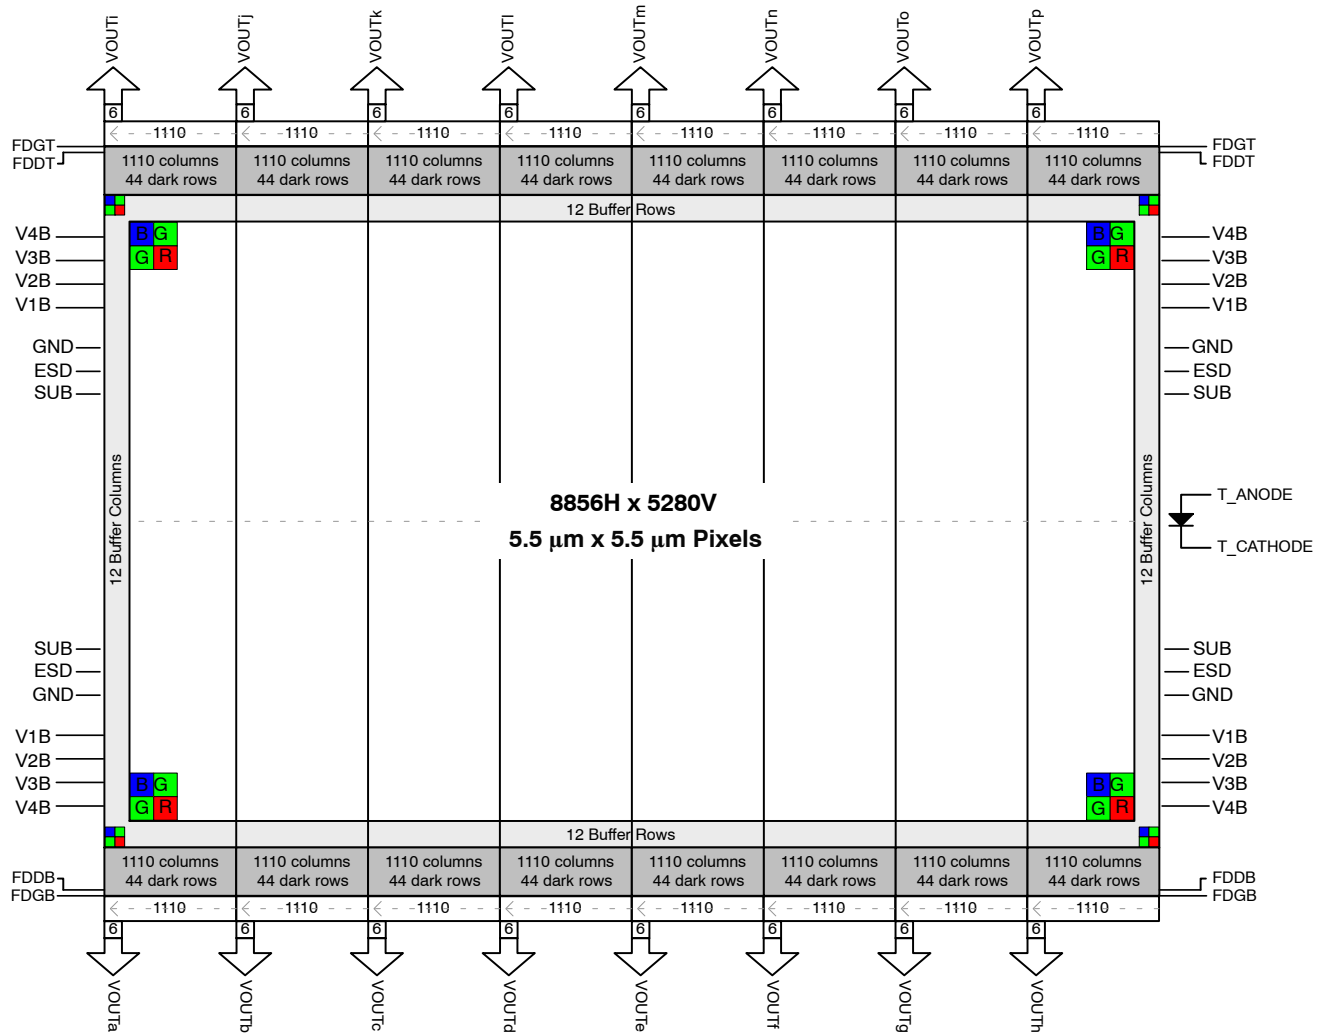 VOUTi VOUTj VOUTk VOUTl VOUTm VOUTn VOUTo VOUTp
6 6 6 6 6 6 6 6
1110 1110 1110 1110 1110 1110 1110 1110
FDGT FDGT
FDDT FDDT
1110 columns 1110 columns 1110 columns 1110 columns 1110 columns 1110 columns 1110 columns 1110 columns
44 dark rows 44 dark rows 44 dark rows 44 dark rows 44 dark rows 44 dark rows 44 dark rows 44 dark rows
12 Buffer Rows
V4B B G B G V4B
V3B G R G R V3B
V2B V2B
V1B V1B
GND GND
ESD ESD
SUB SUB
12 Buffer Columns
8856H x 5280V
5.5 μm x 5.5 μm Pixels
12 Buffer Columns
T_ANODE
T_CATHODE
SUB SUB
ESD ESD
GND GND
V1B V1B
V2B V2B
V3B B G B G V3B
V4B G R G R V4B
12 Buffer Rows
1110 columns 1110 columns 1110 columns 1110 columns 1110 columns 1110 columns 1110 columns 1110 columns
44 dark rows 44 dark rows 44 dark rows 44 dark rows 44 dark rows 44 dark rows 44 dark rows 44 dark rows
FDDB FDDB
FDGB FDGB
1110 1110 1110 1110 1110 1110 1110 1110
6 6 6 6 6 6 6 6
VOUTa VOUTb VOUTc VOUTd VOUTe VOUTf VOUTg VOUTh